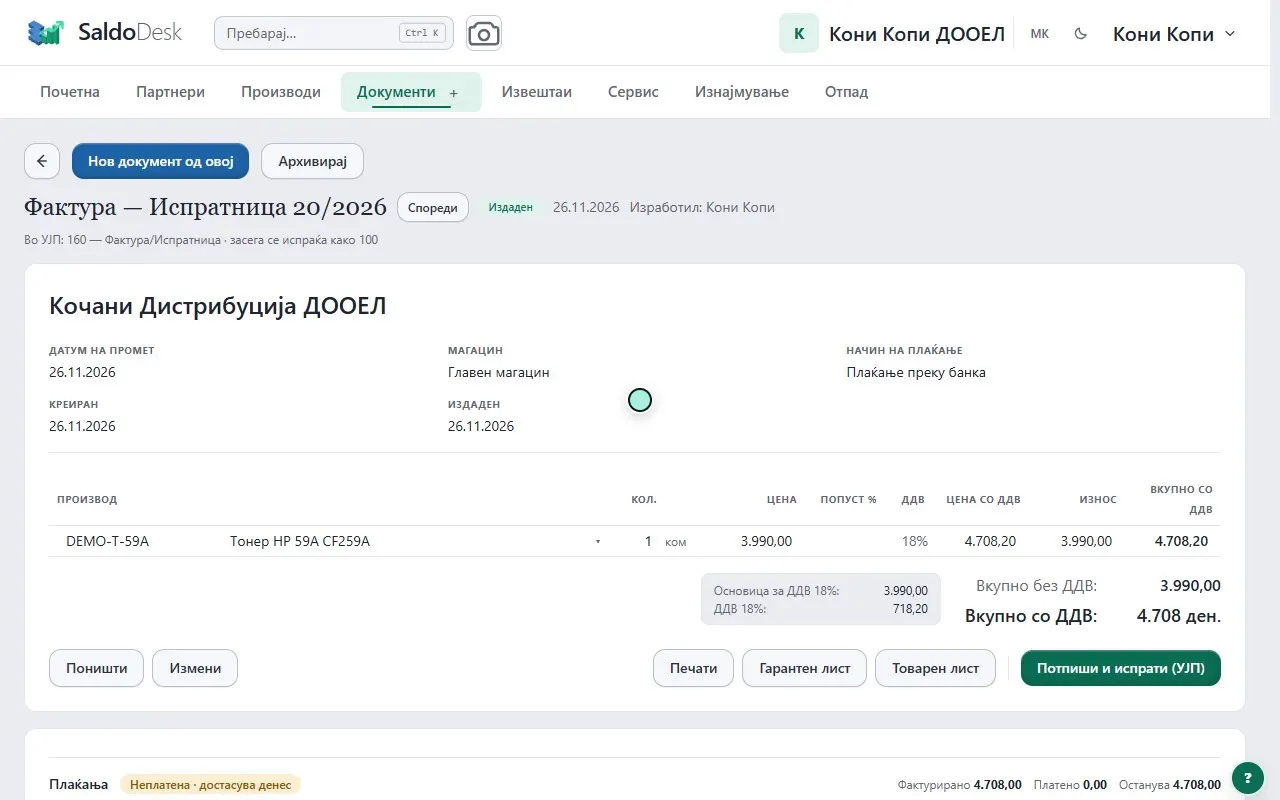 SaldoDesk
Пребарај... Ctrl K
К Кони Копи ДООЕЛ МК Кони Копи
Почетна Партнери Производи Документи + Извештаи Сервис Изнајмување Отпад
Нов документ од овој Архивирај
Фактура — Испратница 20/2026 Спореди Издаден 26.11.2026 Изработил: Кони Копи
Во УЈП: 160 — Фактура/Испратница · засега се испраќа како 100
Кочани Дистрибуција ДООЕЛ
ДАТУМ НА ПРОМЕТ МАГАЦИН НАЧИН НА ПЛАЌАЊЕ
26.11.2026 Главен магацин Плаќање преку банка
КРЕИРАН ИЗДАДЕН
26.11.2026 26.11.2026
ПРОИЗВОД КОЛ. ЦЕНА ПОПУСТ % ДДВ ЦЕНА СО ДДВ ИЗНОС ВКУПНО СО ДДВ
DEMO-T-59A Тонер HP 59A CF259A 1 ком 3.990,00 18% 4.708,20 3.990,00 4.708,20
Основица за ДДВ 18%: 3.990,00 Вкупно без ДДВ: 3.990,00
ДДВ 18%: 718,20 Вкупно со ДДВ: 4.708 ден.
Поништи Измени Печати Гарантен лист Товарен лист Потпиши и испрати (УЈП)
Плаќања Неплатена · достасува денес Фактурирано 4.708,00 Платено 0,00 Останува 4.708,00
?